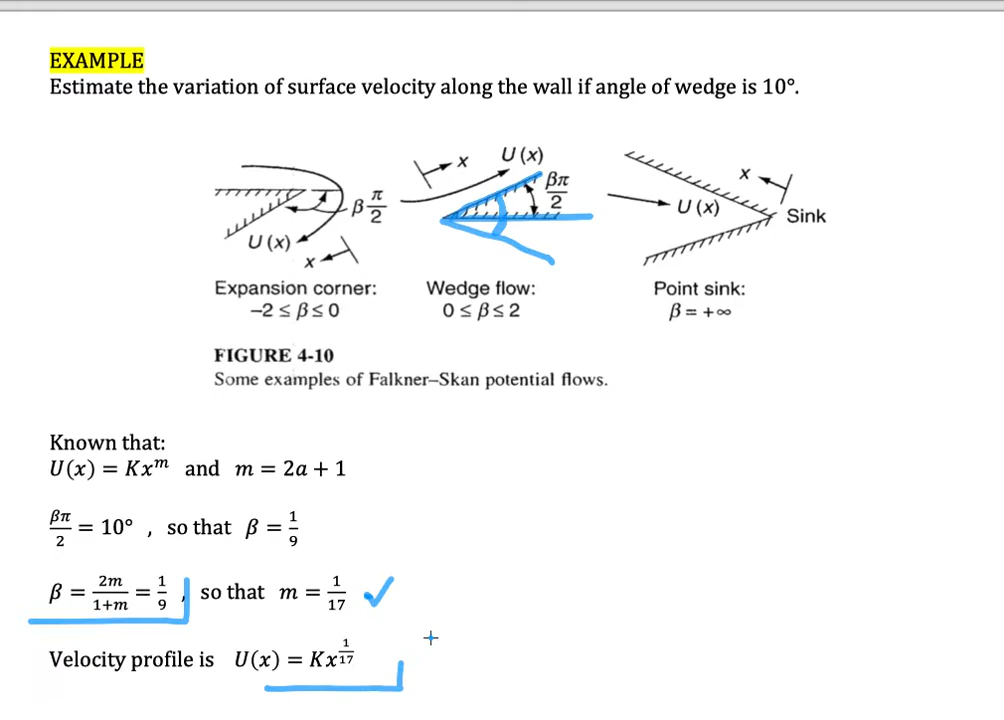 EXAMPLE
Estimate the variation of surface velocity along the wall if angle of wedge is 10°.
x U(x) βπ/2
β π/2
U(x)
x
U(x)
x
Sink
Expansion corner: Wedge flow: Point sink:
−2 ≤ β ≤ 0 0 ≤ β ≤ 2 β = +∞
FIGURE 4-10
Some examples of Falkner–Skan potential flows.
Known that:
U(x) = Kx^m and m = 2a + 1
βπ/2 = 10° , so that β = 1/9
β = 2m/(1+m) = 1/9 , so that m = 1/17 ✓
Velocity profile is U(x) = Kx^(1/17)